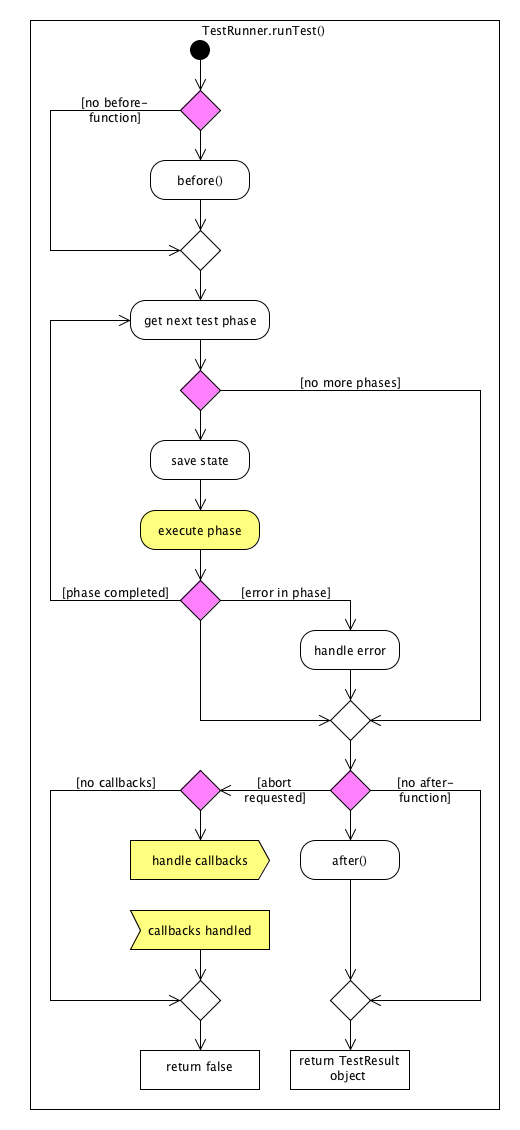 TestRunner.runTest()
[no before-
function]
before()
get next test phase
[no more phases]
save state
execute phase
[phase completed]
[error in phase]
handle error
[no callbacks]
[abort
requested]
[no after-
function]
handle callbacks
after()
callbacks handled
return false
return TestResult
object